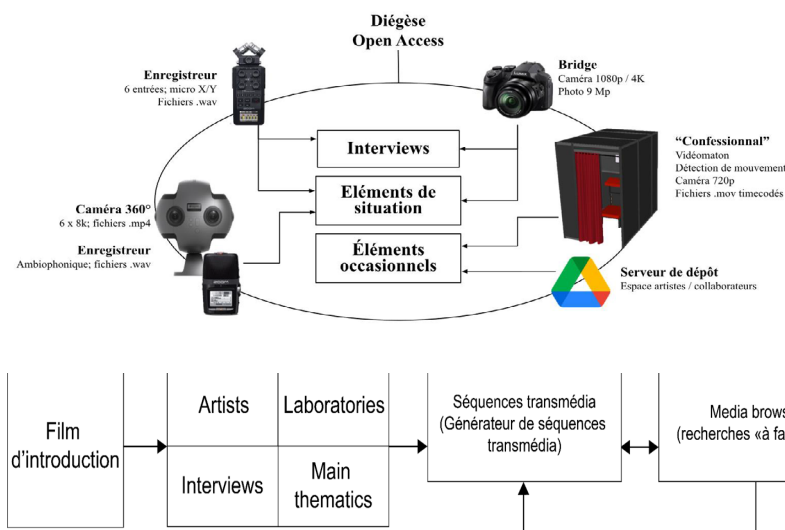 Diégèse
Open Access
Enregistreur
6 entrées; micro X/Y
Fichiers .wav
Bridge
Caméra 1080p / 4K
Photo 9 Mp
Interviews
“Confessionnal”
Vidéomaton
Détection de mouvement
Caméra 720p
Fichiers .mov timecodés
Eléments de
situation
Caméra 360°
6 x 8k; fichiers .mp4
Enregistreur
Ambiophonique; fichiers .wav
Éléments
occasionnels
Serveur de dépôt
Espace artistes / collaborateurs
Film
d’introduction
Artists
Laboratories
Interviews
Main
thematics
Séquences transmédia
(Générateur de séquences
transmédia)
Media brows
(recherches «à fa